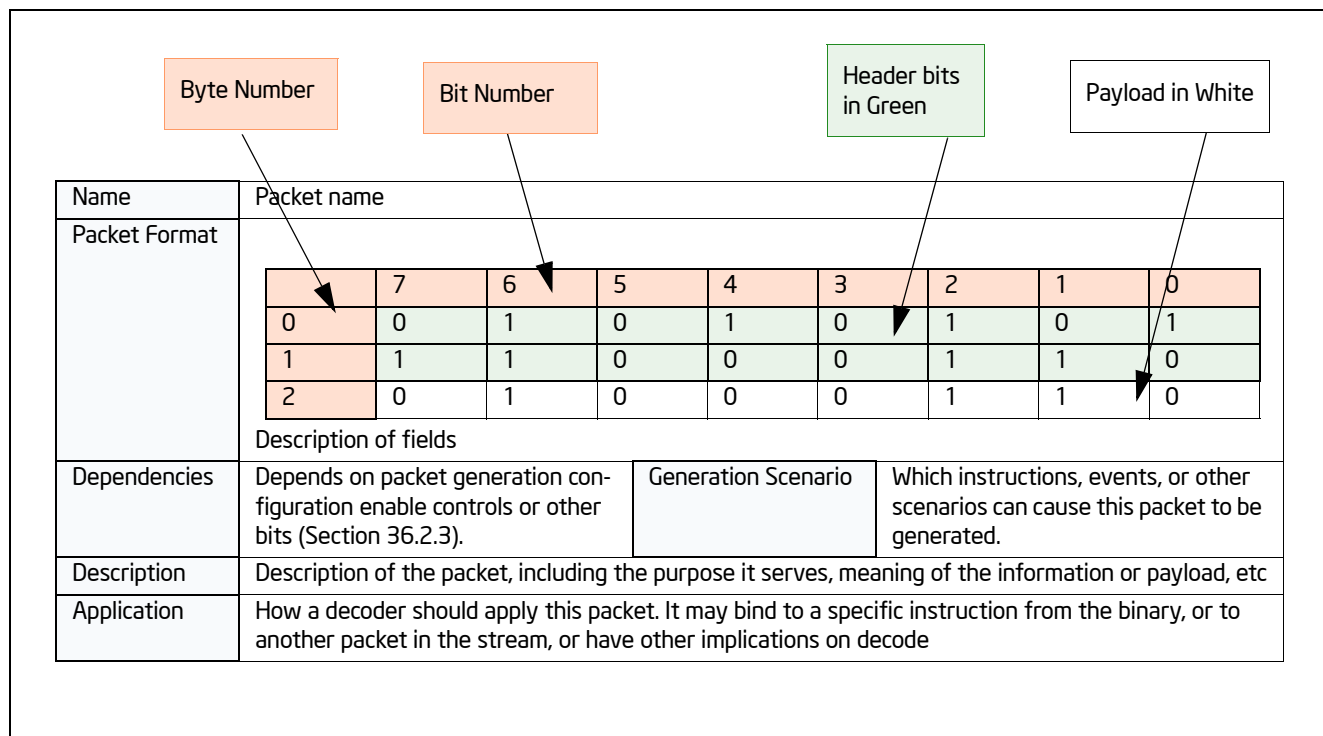 Byte Number
Bit Number
Header bits
in Green
Payload in White
Name
Packet name
Packet Format
7 6 5 4 3 2 1 0
0 0 1 0 1 0 1 0 1
1 1 1 0 0 0 1 1 0
2 0 1 0 0 0 1 1 0
Description of fields
Dependencies
Depends on packet generation con-
figuration enable controls or other
bits (Section 36.2.3).
Generation Scenario
Which instructions, events, or other
scenarios can cause this packet to be
generated.
Description
Description of the packet, including the purpose it serves, meaning of the information or payload, etc
Application
How a decoder should apply this packet. It may bind to a specific instruction from the binary, or to
another packet in the stream, or have other implications on decode